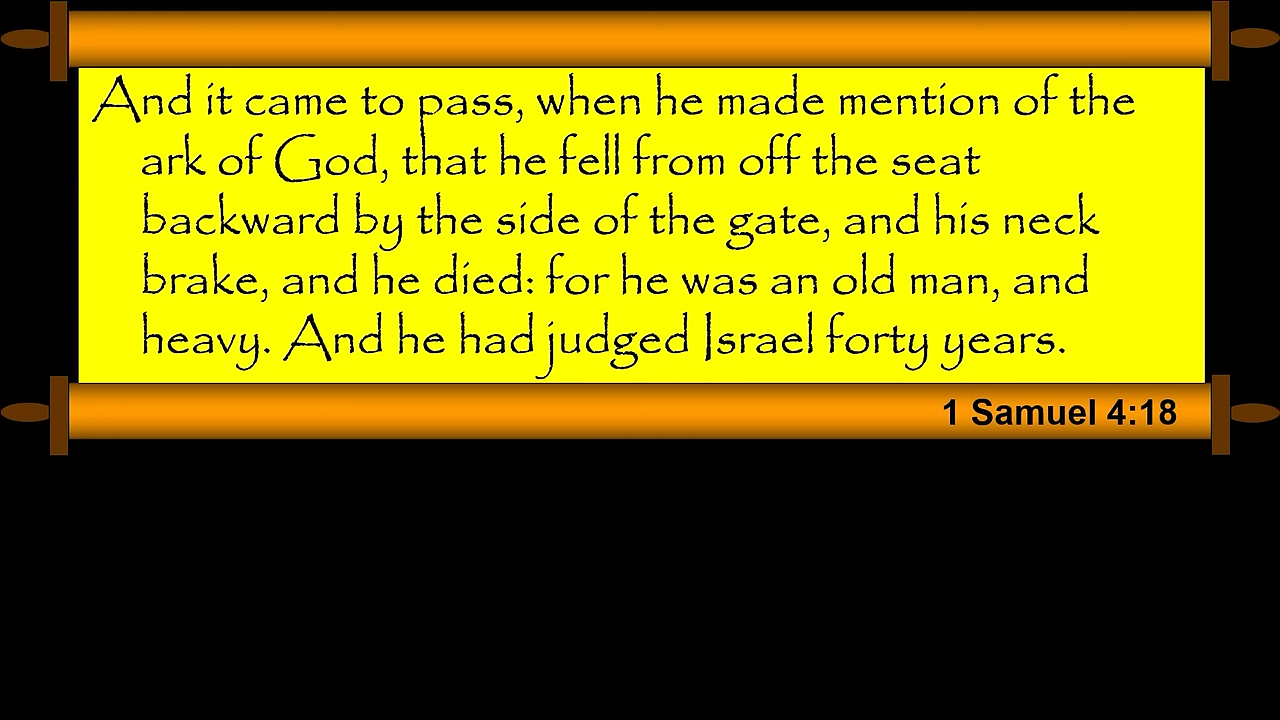 And it came to pass, when he made mention of the
ark of God, that he fell from off the seat
backward by the side of the gate, and his neck
brake, and he died: for he was an old man, and
heavy. And he had judged Israel forty years.
1 Samuel 4:18